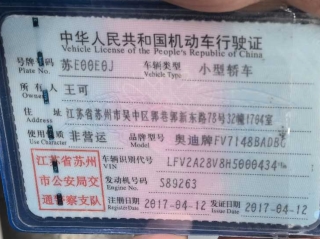 中华人民共和国机动车行驶证
Vehicle License of the People's Republic of China
号牌号码 苏E00E0J 车辆类型 小型轿车
Plate No. Vehicle Type
所有人 王可
Owner
住址 江苏省苏州市吴中区郭巷郭新东路78号32幢1704室
Address
使用性质 非营运 品牌型号 奥迪牌FV7148BADBG
Use Character Model
江苏省苏州
市公安局交
通警察支队
车辆识别代号 LFV2A28V8H5000434
VIN
发动机号码 S89263
Engine No.
注册日期 2017-04-12 发证日期 2017-04-12
Register Date Issue Date